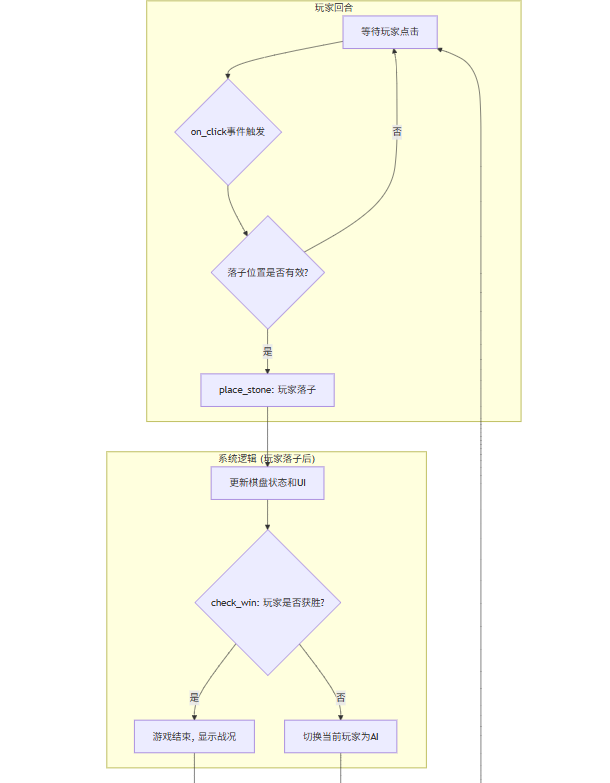 玩家回合
等待玩家点击
on_click事件触发
否
落子位置是否有效?
是
place_stone: 玩家落子
系统逻辑 (玩家落子后)
更新棋盘状态和UI
check_win: 玩家是否获胜?
是
否
游戏结束, 显示战况
切换当前玩家为AI